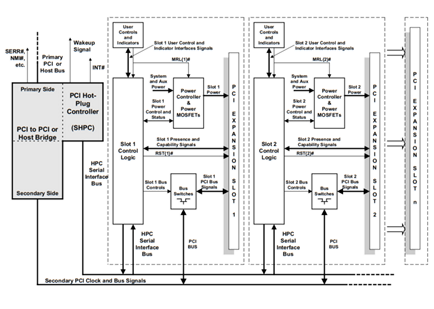 SERR#,
NMI#,
etc.
Primary
PCI or
Host Bus
Wakeup
Signal
INT#
Primary Side
PCI Hot-
Plug
Controller
(SHPC)
PCI to PCI or
Host Bridge
Secondary Side
HPC
Serial
Interface
Bus
User
Controls
and
Indicators
Slot 1 User Control and
Indicator Interfaces Signals
MRL(1)#
System
and Aux
Power
Power
Controller
&
Power
MOSFETs
Slot 1
Power
Slot 1
Power
Control
and Status
Slot 1
Control
Logic
Slot 1 Presence and
Capability Signals
RST(1)#
Slot 1 Bus Controls
Bus
Switches
Slot 1
PCI Bus
Signals
HPC
Serial
Interface
Bus
PCI
BUS
PCI EXPANSION SLOT 1
User
Controls
and
Indicators
Slot 2 User Control and
Indicator Interfaces Signals
MRL(2)#
System
and Aux
Power
Power
Controller
&
Power
MOSFETs
Slot 2
Power
Slot 2
Power
Control
and Status
Slot 2
Control
Logic
Slot 2 Presence and
Capability Signals
RST(2)#
Slot 2 Bus Controls
Bus
Switches
Slot 2
PCI Bus
Signals
HPC
Serial
Interface
Bus
PCI
BUS
PCI EXPANSION SLOT 2
PCI EXPANSION SLOT n
Secondary PCI Clock and Bus Signals